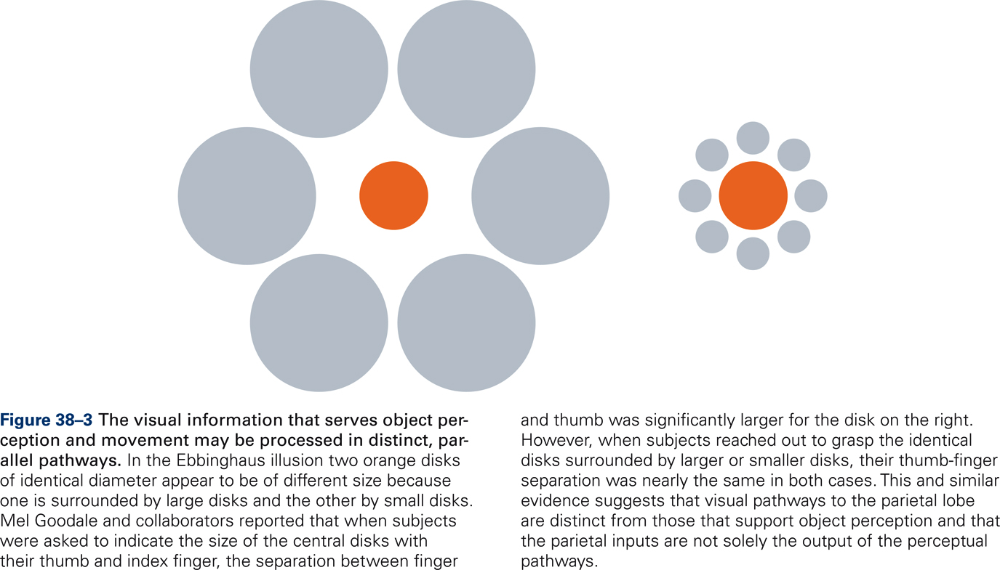 Figure 38–3 The visual information that serves object per-
ception and movement may be processed in distinct, par-
allel pathways. In the Ebbinghaus illusion two orange disks
of identical diameter appear to be of different size because
one is surrounded by large disks and the other by small disks.
Mel Goodale and collaborators reported that when subjects
were asked to indicate the size of the central disks with
their thumb and index finger, the separation between finger
and thumb was significantly larger for the disk on the right.
However, when subjects reached out to grasp the identical
disks surrounded by larger or smaller disks, their thumb-finger
separation was nearly the same in both cases. This and similar
evidence suggests that visual pathways to the parietal lobe
are distinct from those that support object perception and that
the parietal inputs are not solely the output of the perceptual
pathways.